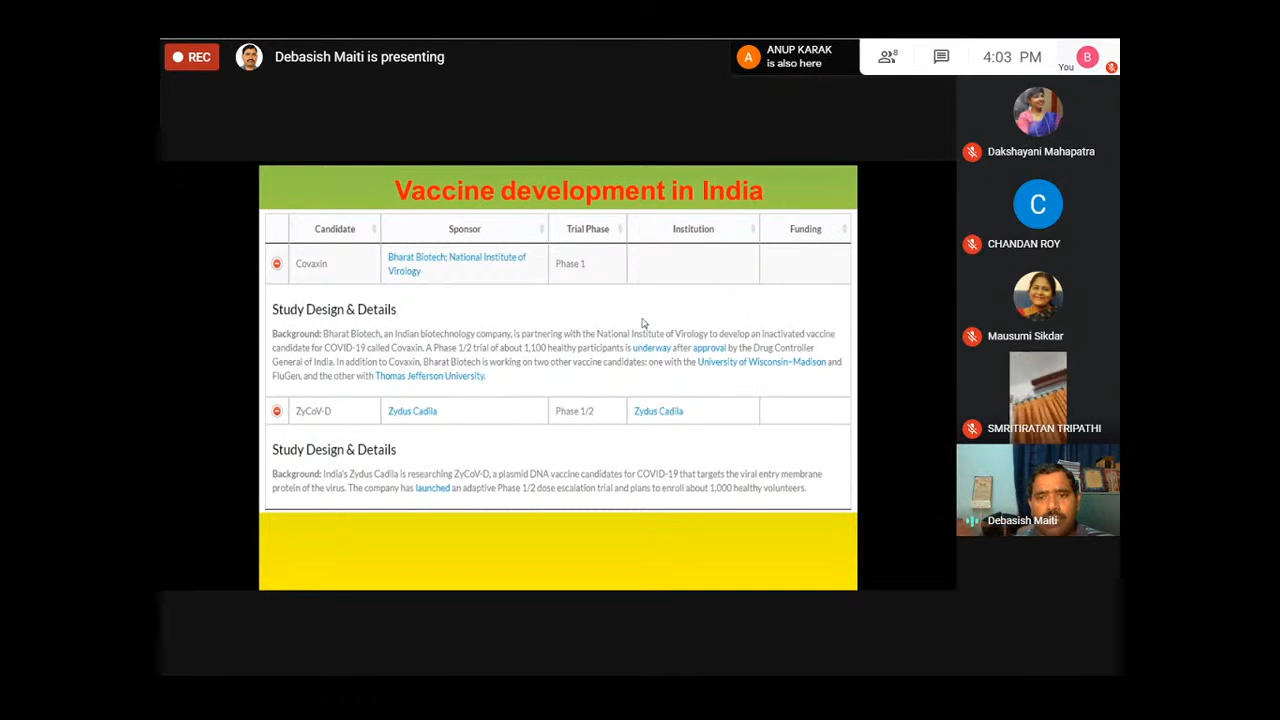 REC
Debasish Maiti is presenting
A
ANUP KARAK
is also here
8
4:03 PM
You
B
Dakshayani Mahapatra
C
CHANDAN ROY
Mausumi Sikdar
SMRITIRATAN TRIPATHI
Debasish Maiti
Vaccine development in India
Candidate Sponsor Trial Phase Institution Funding
Covaxin Bharat Biotech; National Institute of Phase 1
Virology
Study Design & Details
Background: Bharat Biotech, an Indian biotechnology company, is partnering with the National Institute of Virology to develop an inactivated vaccine
candidate for COVID-19 called Covaxin. A Phase 1/2 trial of about 1,100 healthy participants is underway after approval by the Drug Controller
General of India. In addition to Covaxin, Bharat Biotech is working on two other vaccine candidates: one with the University of Wisconsin–Madison and
FluGen, and the other with Thomas Jefferson University.
ZyCoV-D Zydus Cadila Phase 1/2 Zydus Cadila
Study Design & Details
Background: India's Zydus Cadila is researching ZyCoV-D, a plasmid DNA vaccine candidates for COVID-19 that targets the viral entry membrane
protein of the virus. The company has launched an adaptive Phase 1/2 dose escalation trial and plans to enroll about 1,000 healthy volunteers.